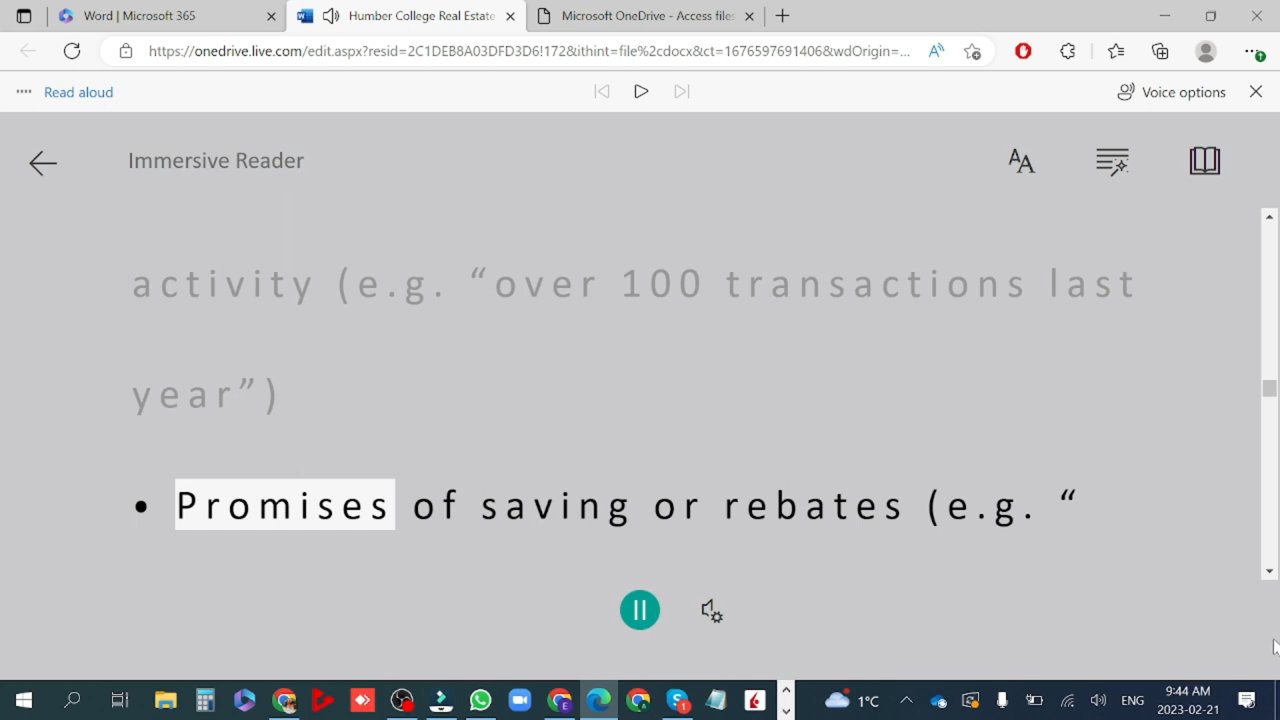 Word | Microsoft 365
Humber College Real Estate
Microsoft OneDrive - Access files
https://onedrive.live.com/edit.aspx?resid=2C1DEB8A03DFD3D6!172&ithint=file%2cdocx&ct=1676597691406&wdOrigin=...
Read aloud
Voice options
Immersive Reader
activity (e.g. “over 100 transactions last
year”)
• Promises of saving or rebates (e.g. “
1°C
ENG
9:44 AM
2023-02-21